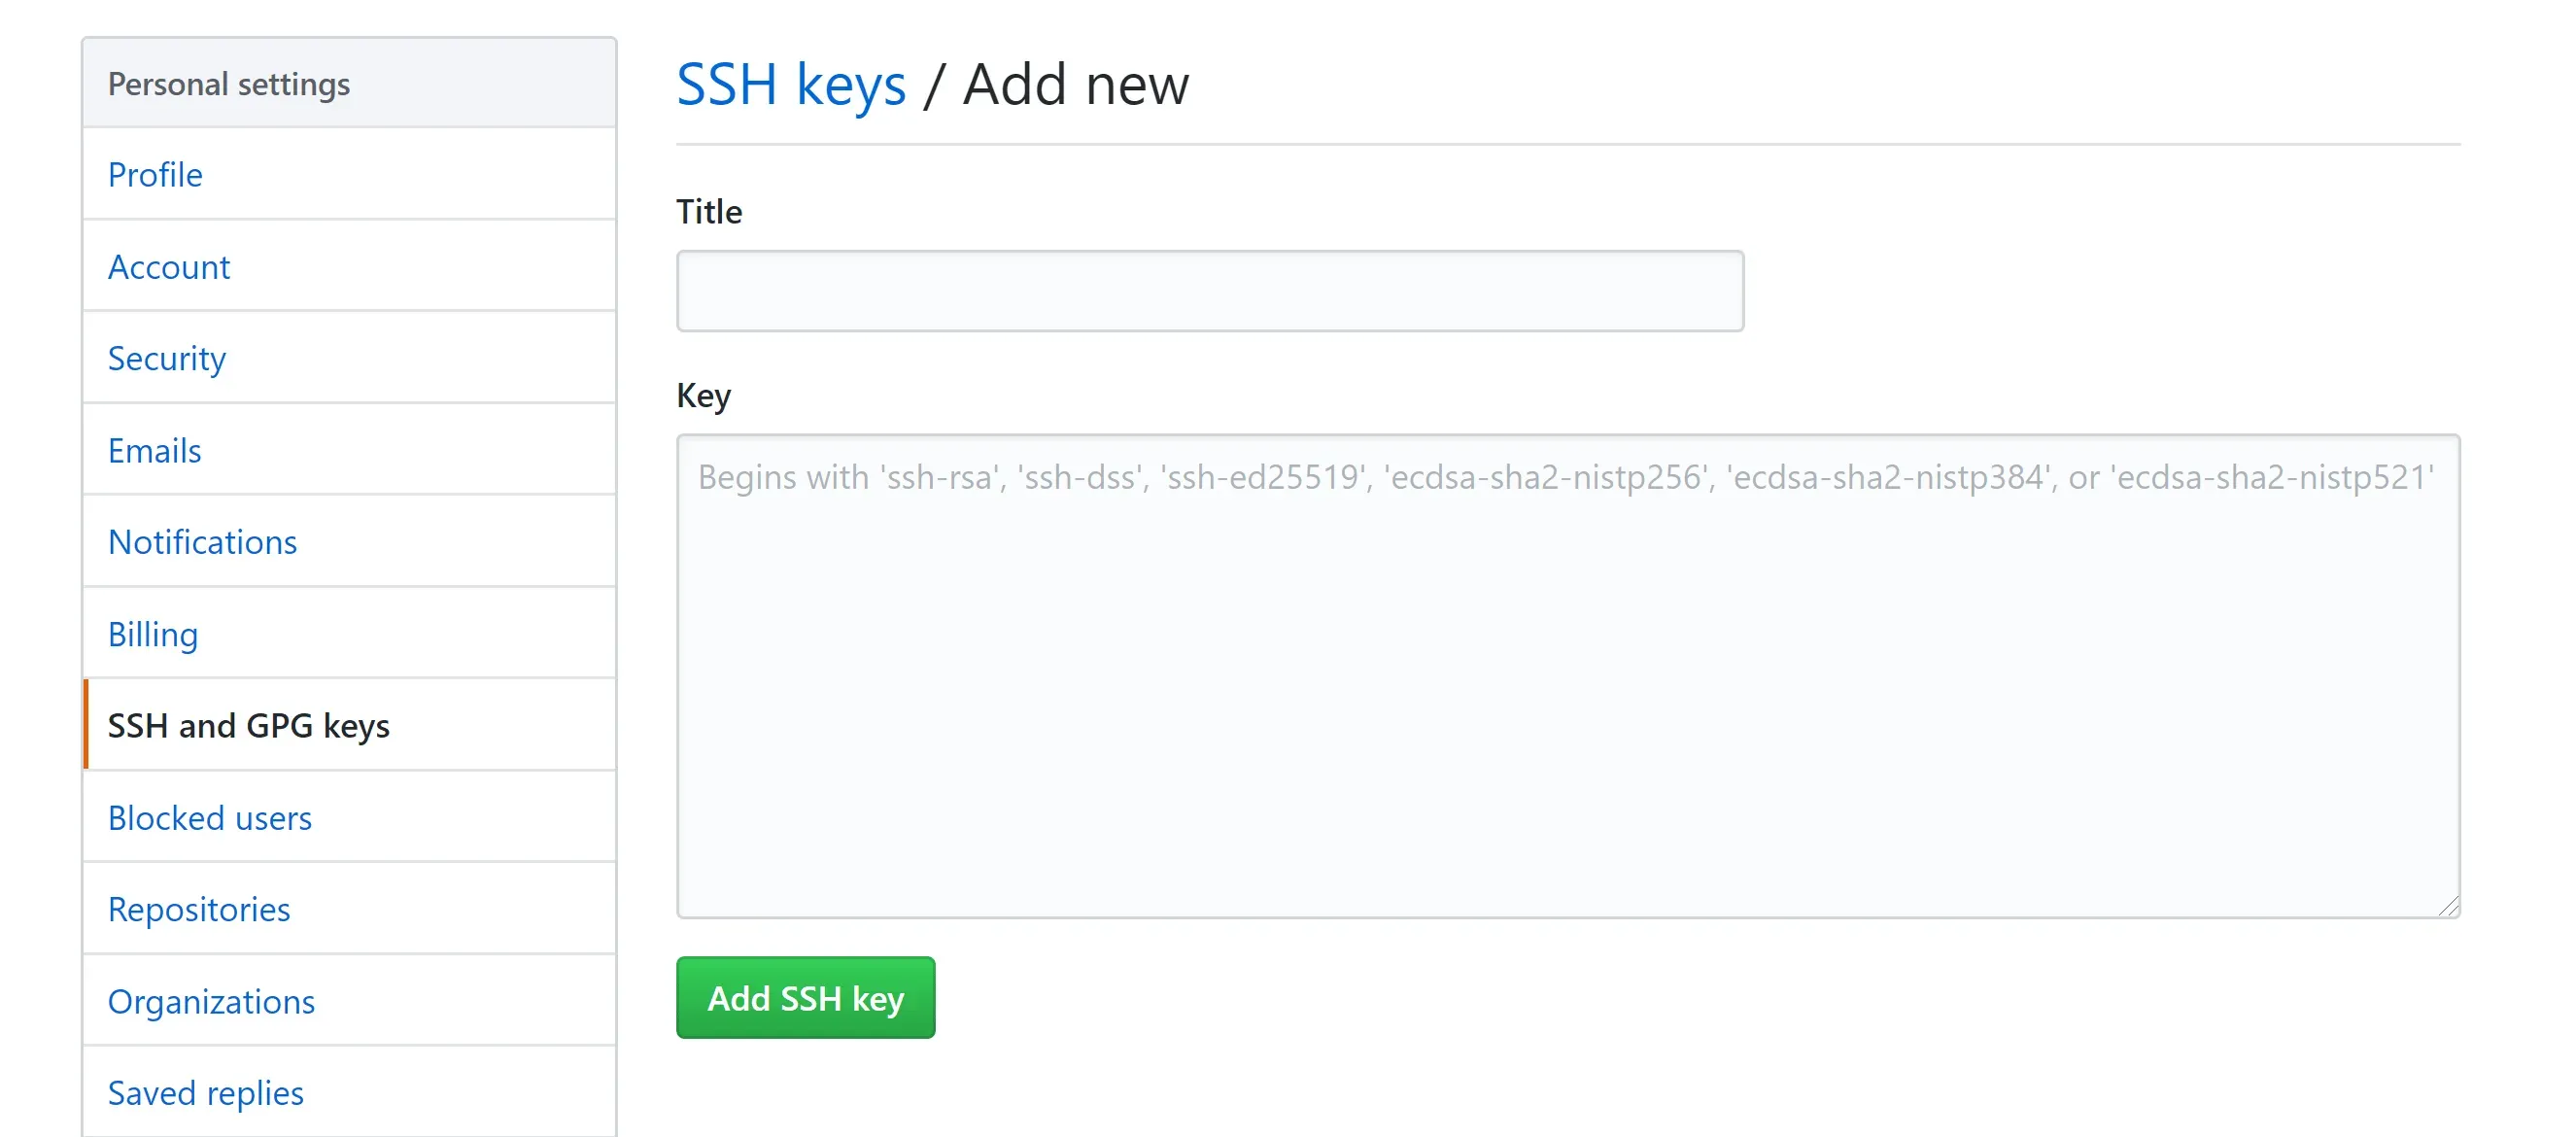 Personal settings
Profile
Account
Security
Emails
Notifications
Billing
SSH and GPG keys
Blocked users
Repositories
Organizations
Saved replies
SSH keys / Add new
Title
Key
Begins with 'ssh-rsa', 'ssh-dss', 'ssh-ed25519', 'ecdsa-sha2-nistp256', 'ecdsa-sha2-nistp384', or 'ecdsa-sha2-nistp521'
Add SSH key